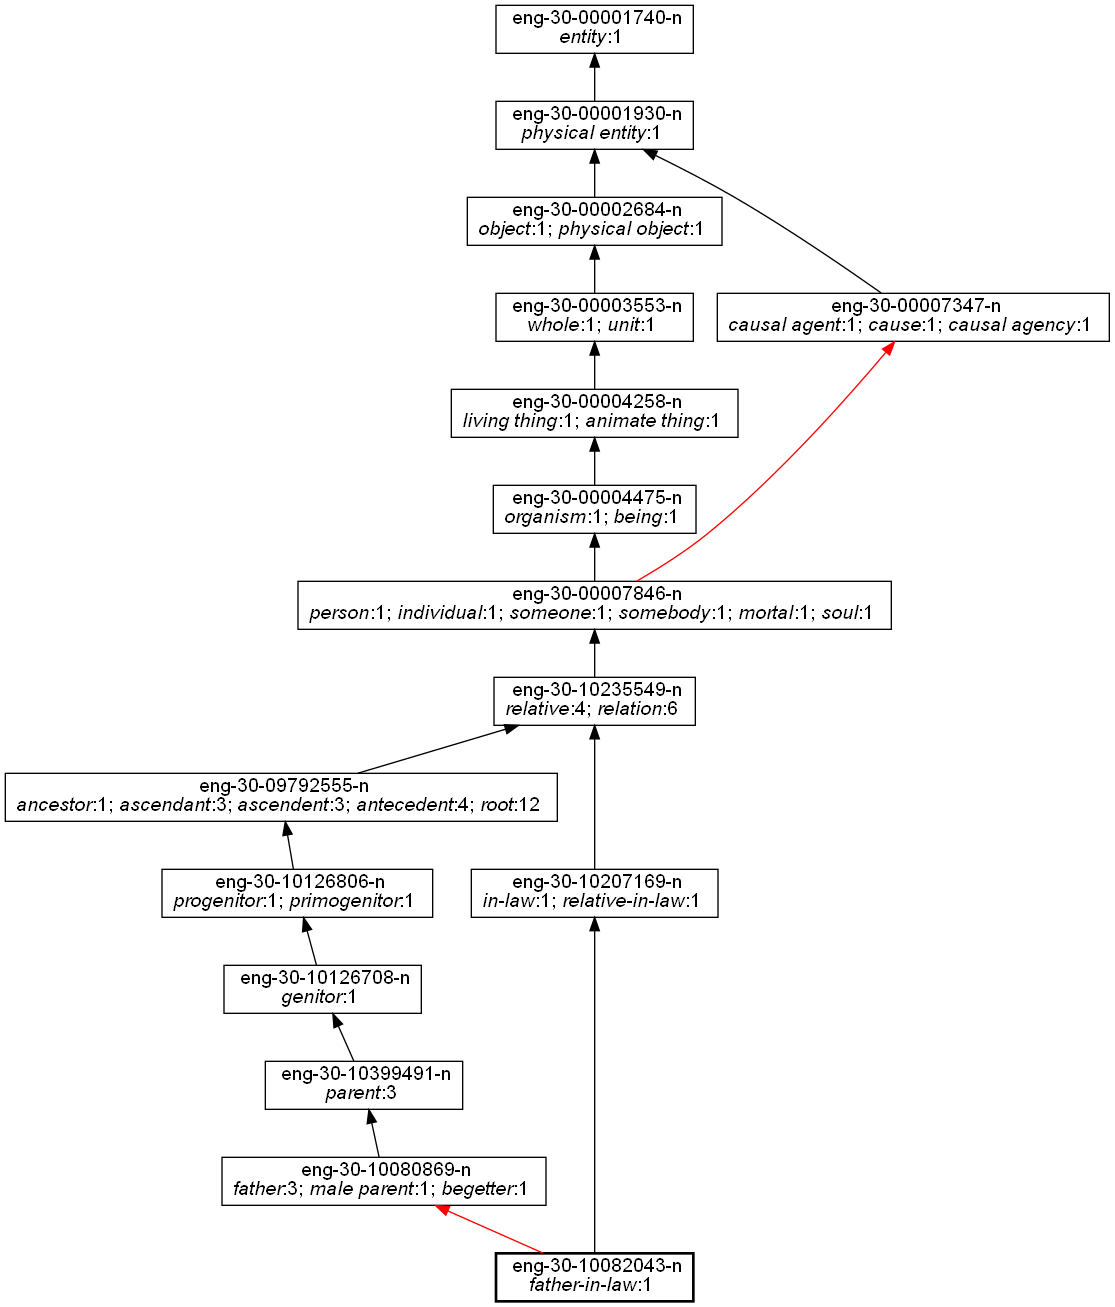 eng-30-00001740-n
entity:1
eng-30-00001930-n
physical entity:1
eng-30-00002684-n
object:1; physical object:1
eng-30-00003553-n
whole:1; unit:1
eng-30-00007347-n
causal agent:1; cause:1; causal agency:1
eng-30-00004258-n
living thing:1; animate thing:1
eng-30-00004475-n
organism:1; being:1
eng-30-00007846-n
person:1; individual:1; someone:1; somebody:1; mortal:1; soul:1
eng-30-10235549-n
relative:4; relation:6
eng-30-09792555-n
ancestor:1; ascendant:3; ascendent:3; antecedent:4; root:12
eng-30-10126806-n
progenitor:1; primogenitor:1
eng-30-10207169-n
in-law:1; relative-in-law:1
eng-30-10126708-n
genitor:1
eng-30-10399491-n
parent:3
eng-30-10080869-n
father:3; male parent:1; begetter:1
eng-30-10082043-n
father-in-law:1